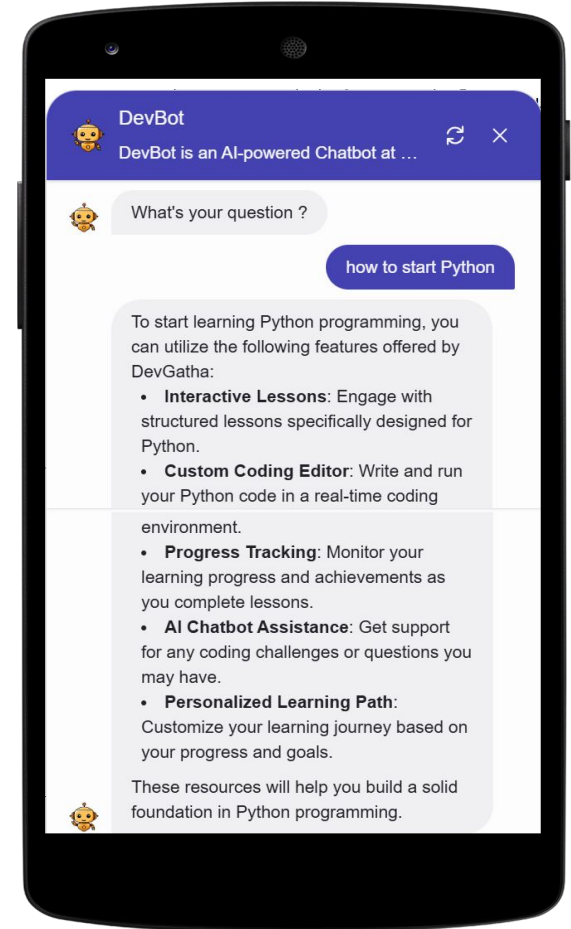 DevBot
DevBot is an AI-powered Chatbot at …
What's your question ?
how to start Python
To start learning Python programming, you
can utilize the following features offered by
DevGatha:
• Interactive Lessons: Engage with
structured lessons specifically designed for
Python.
• Custom Coding Editor: Write and run
your Python code in a real-time coding
environment.
• Progress Tracking: Monitor your
learning progress and achievements as
you complete lessons.
• AI Chatbot Assistance: Get support
for any coding challenges or questions you
may have.
• Personalized Learning Path:
Customize your learning journey based on
your progress and goals.
These resources will help you build a solid
foundation in Python programming.